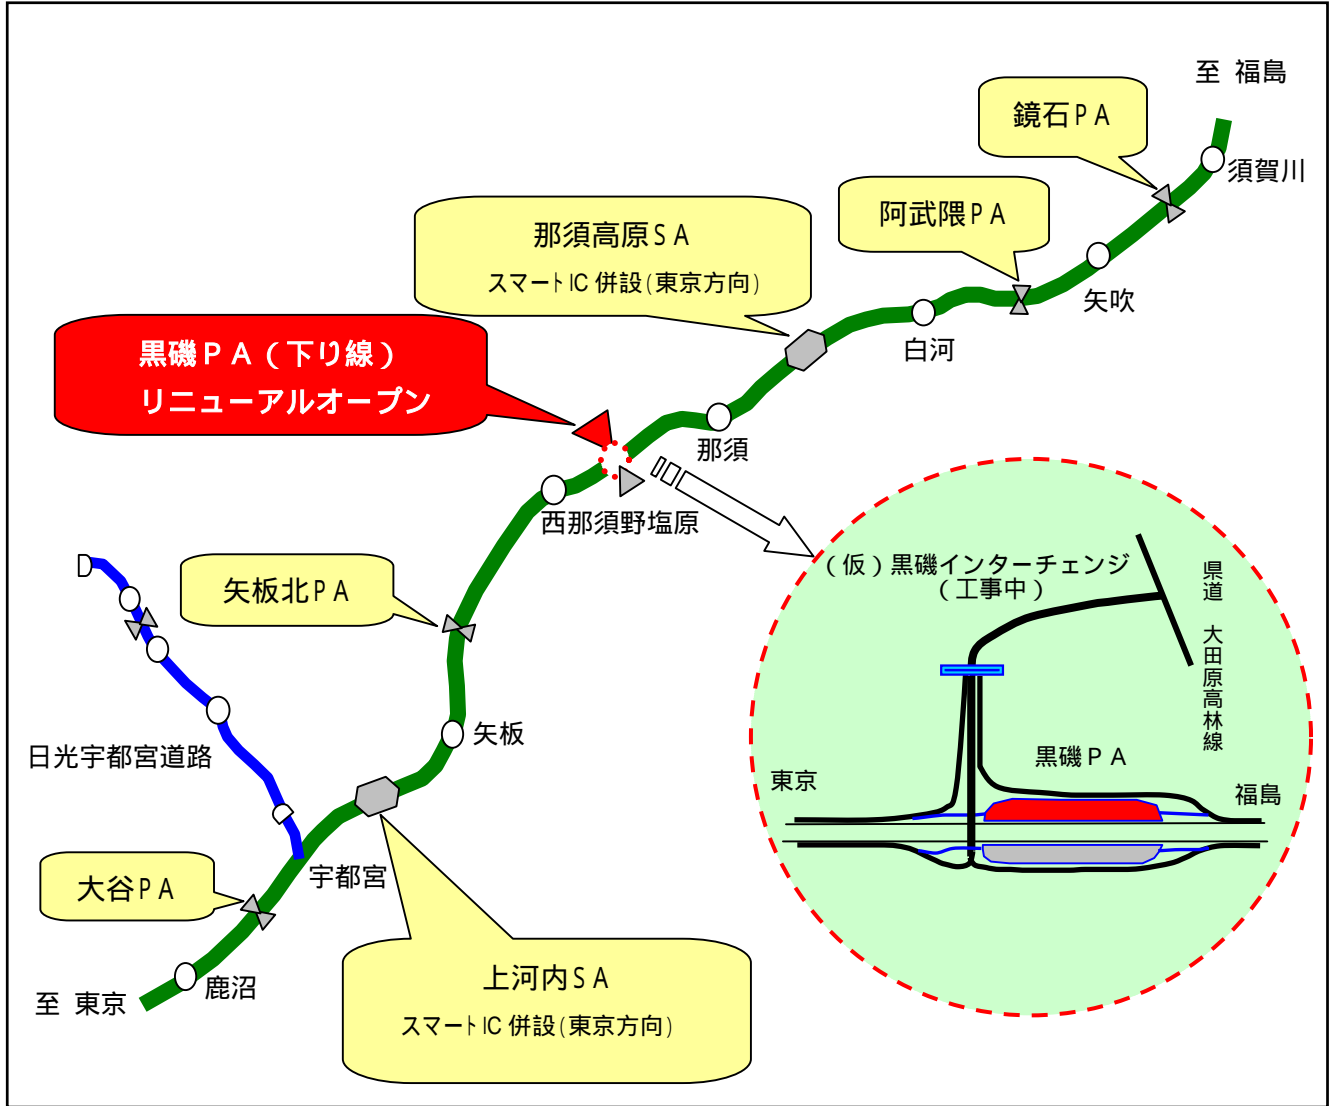 至 福島
鏡石PA
須賀川
阿武隈PA
那須高原SA
スマートIC 併設(東京方向)
矢吹
白河
黒磯PA(下り線)
リニューアルオープン
那須
西那須野塩原
(仮)黒磯インターチェンジ
(工事中)
県道 大田原高林線
矢板北PA
矢板
日光宇都宮道路
黒磯PA
東京
福島
宇都宮
大谷PA
上河内SA
スマートIC 併設(東京方向)
鹿沼
至 東京